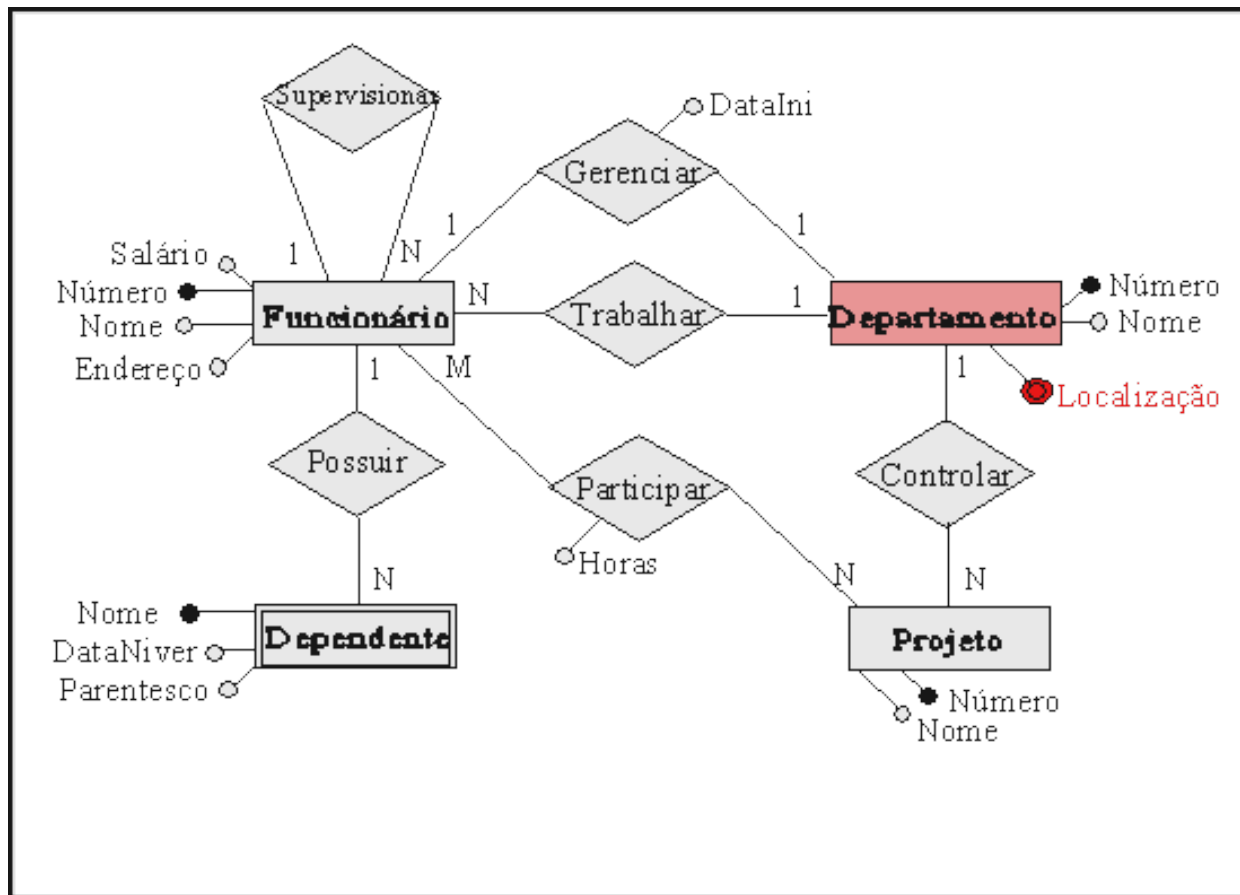 Supervisionar
DataIni
Gerenciar
1
1
Salário
1
N
Número
N
1
Número
Funcionário
Trabalhar
Departamento
Nome
Nome
Endereço
1
M
1
Localização
Possuir
Participar
Controlar
Horas
N
N
N
Nome
Dependente
Projeto
DataNiver
Parentesco
Número
Nome